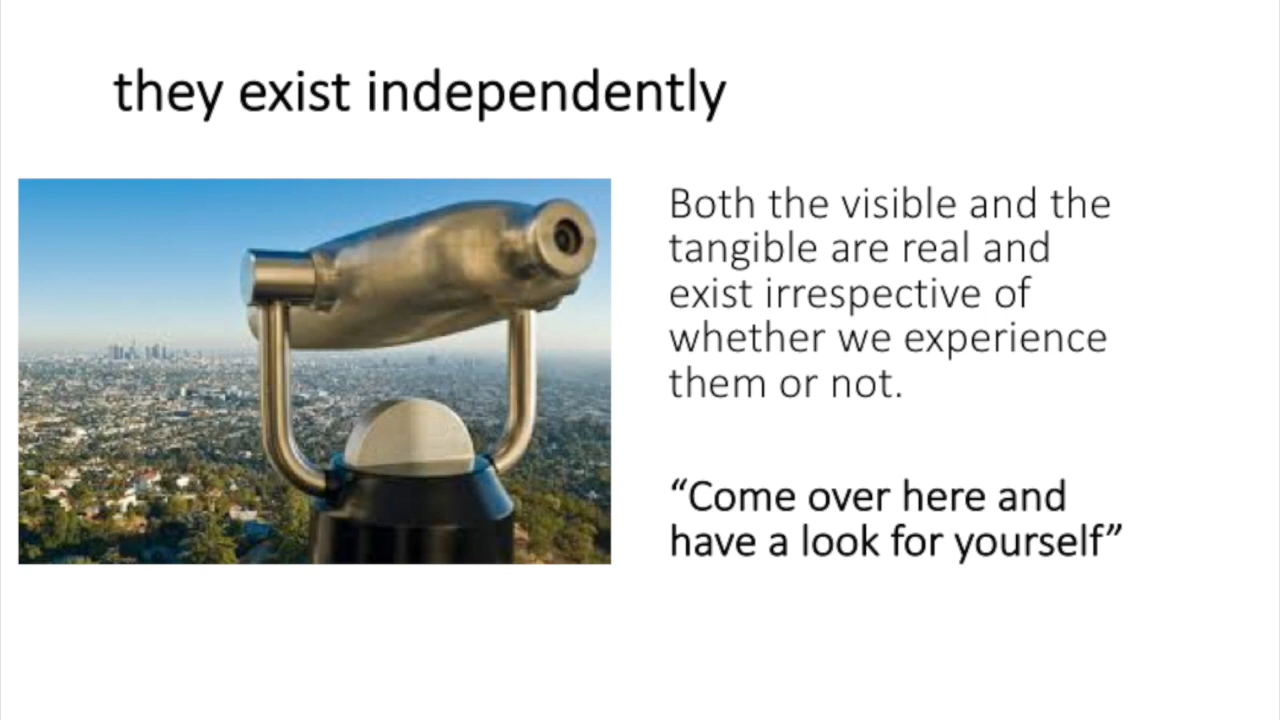 they exist independently
Both the visible and the
tangible are real and
exist irrespective of
whether we experience
them or not.
“Come over here and
have a look for yourself”